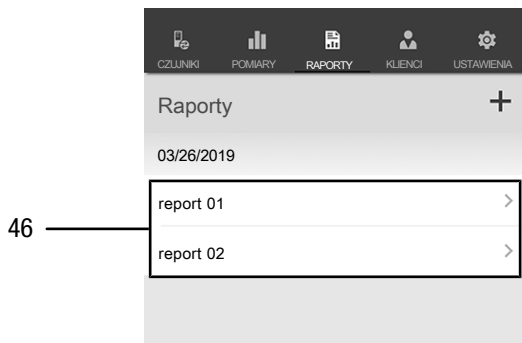 CZUJNIKI POMIARY RAPORTY KLIENCI USTAWIENIA
Raporty
03/26/2019
report 01
46
report 02